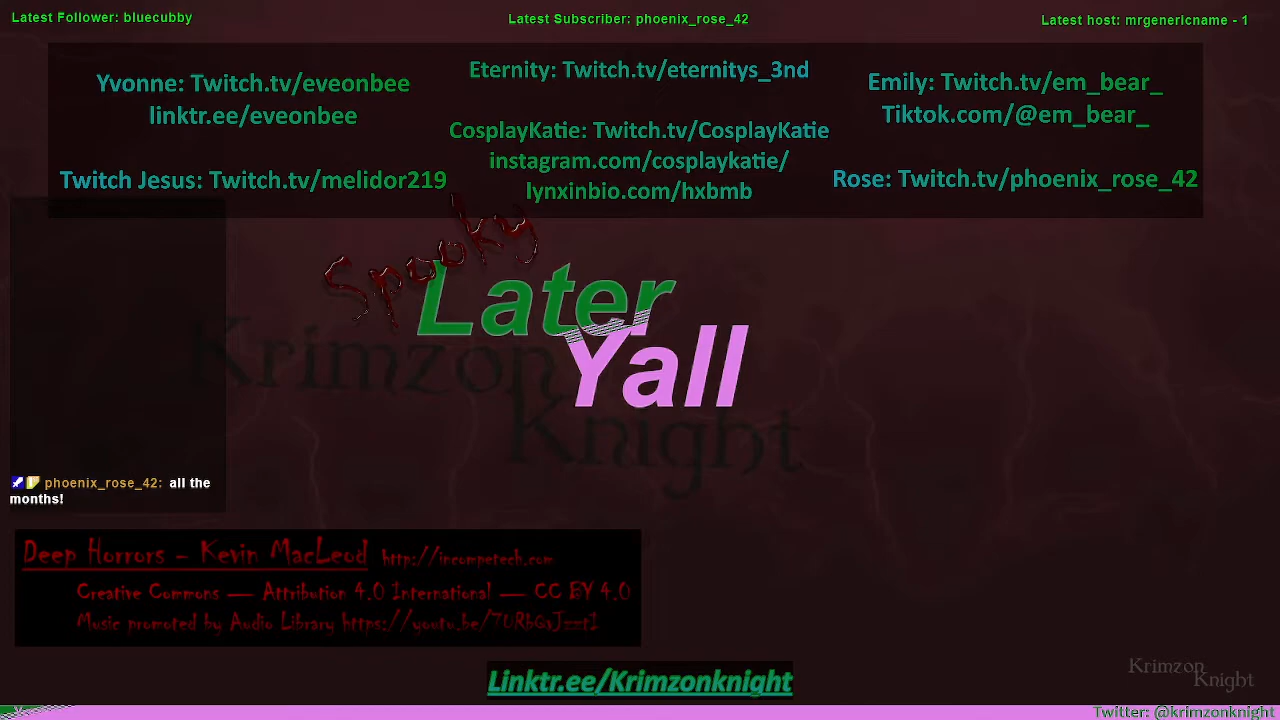 Latest Follower: bluecubby
Latest Subscriber: phoenix_rose_42
Latest host: mrgenericname - 1
Yvonne: Twitch.tv/eveonbee
linktr.ee/eveonbee
Twitch Jesus: Twitch.tv/melidor219
Eternity: Twitch.tv/eternitys_3nd
CosplayKatie: Twitch.tv/CosplayKatie
instagram.com/cosplaykatie/
lynxinbio.com/hxbmb
Emily: Twitch.tv/em_bear_
Tiktok.com/@em_bear_
Rose: Twitch.tv/phoenix_rose_42
Spooky
Later
Yall
Krimzon
Knight
phoenix_rose_42: all the
months!
Deep Horrors – Kevin MacLeod http://incompetech.com
Creative Commons — Attribution 4.0 International — CC BY 4.0
Music promoted by Audio Library
Linktr.ee/Krimzonknight
Krimzon
Knight
Twitter: @krimzonknight